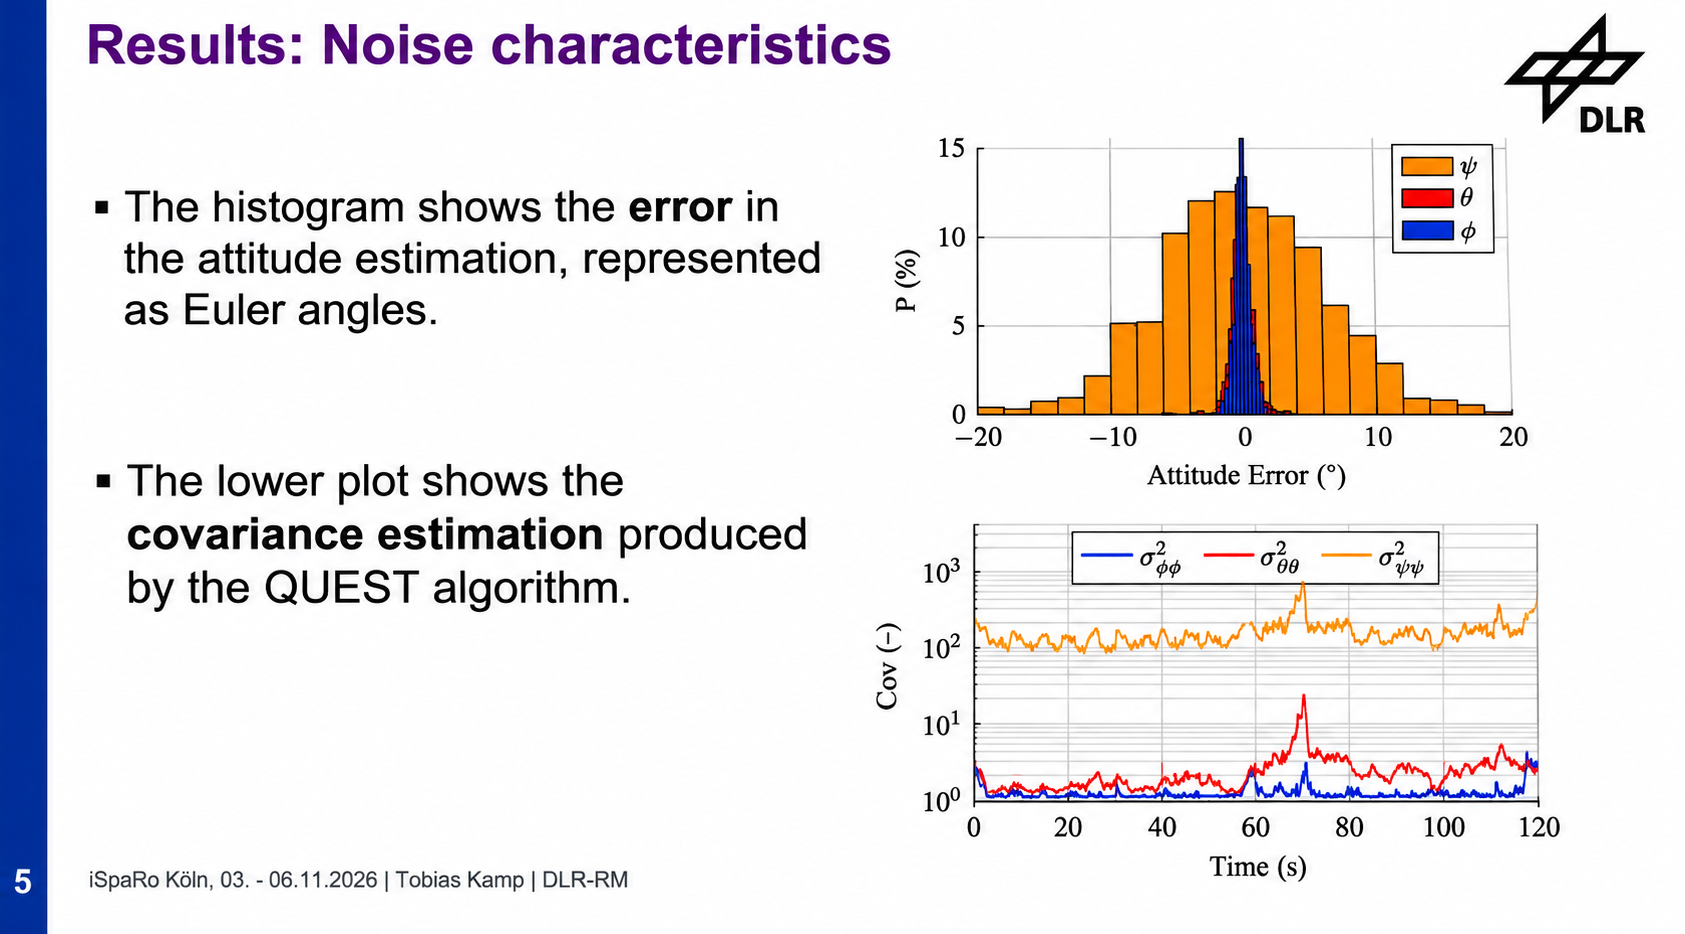 Results: Noise characteristics
DLR
▪ The histogram shows the error in
the attitude estimation, represented
as Euler angles.
▪ The lower plot shows the
covariance estimation produced
by the QUEST algorithm.
15
10
5
0
P (%)
−20
−10
0
10
20
Attitude Error (°)
ψ
θ
ϕ
σ²ϕϕ
σ²θθ
σ²ψψ
10³
10²
10¹
10⁰
Cov (−)
0
20
40
60
80
100
120
Time (s)
5
iSpaRo Köln, 03. - 06.11.2026 | Tobias Kamp | DLR-RM